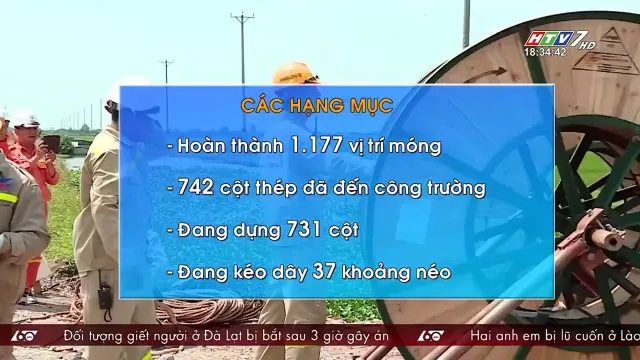 HTV7 HD
18:34:42
CÁC HẠNG MỤC
- Hoàn thành 1.177 vị trí móng
- 742 cột thép đã đến công trường
- Đang dựng 731 cột
- Đang kéo dây 37 khoảng néo
60 Đối tượng giết người ở Đà Lạt bị bắt sau 3 giờ gây án 60 Hai anh em bị lũ cuốn ở Lào